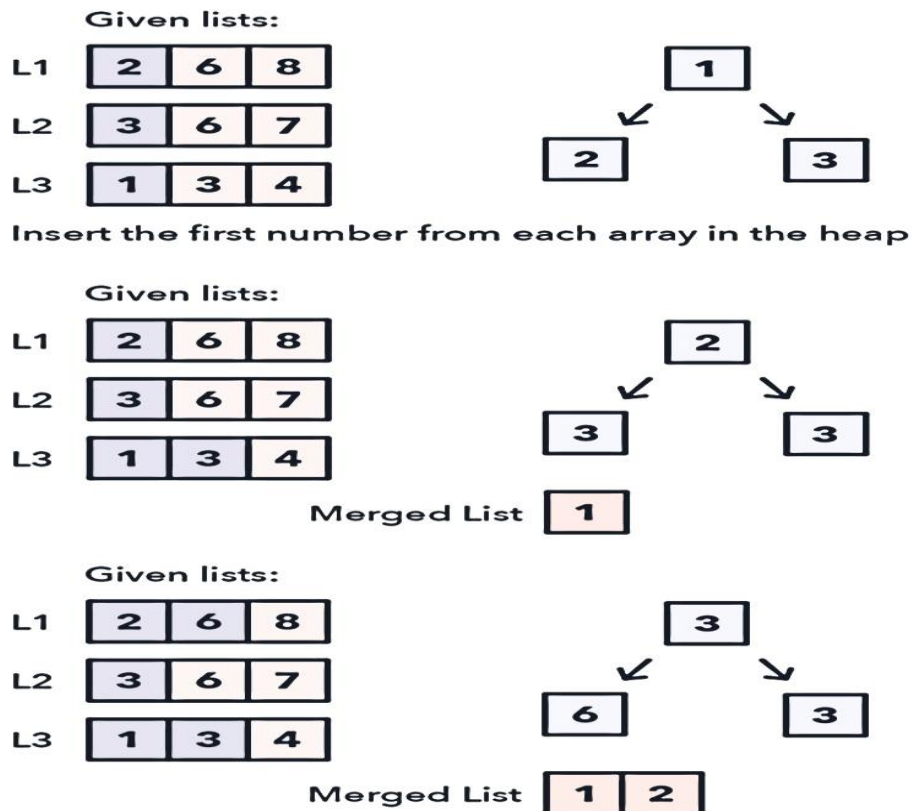 Given lists:
L1 2 6 8
1
L2 3 6 7
2 3
L3 1 3 4
Insert the first number from each array in the heap
Given lists:
L1 2 6 8
2
L2 3 6 7
3 3
L3 1 3 4
Merged List 1
Given lists:
L1 2 6 8
3
L2 3 6 7
6 3
L3 1 3 4
Merged List 1 2